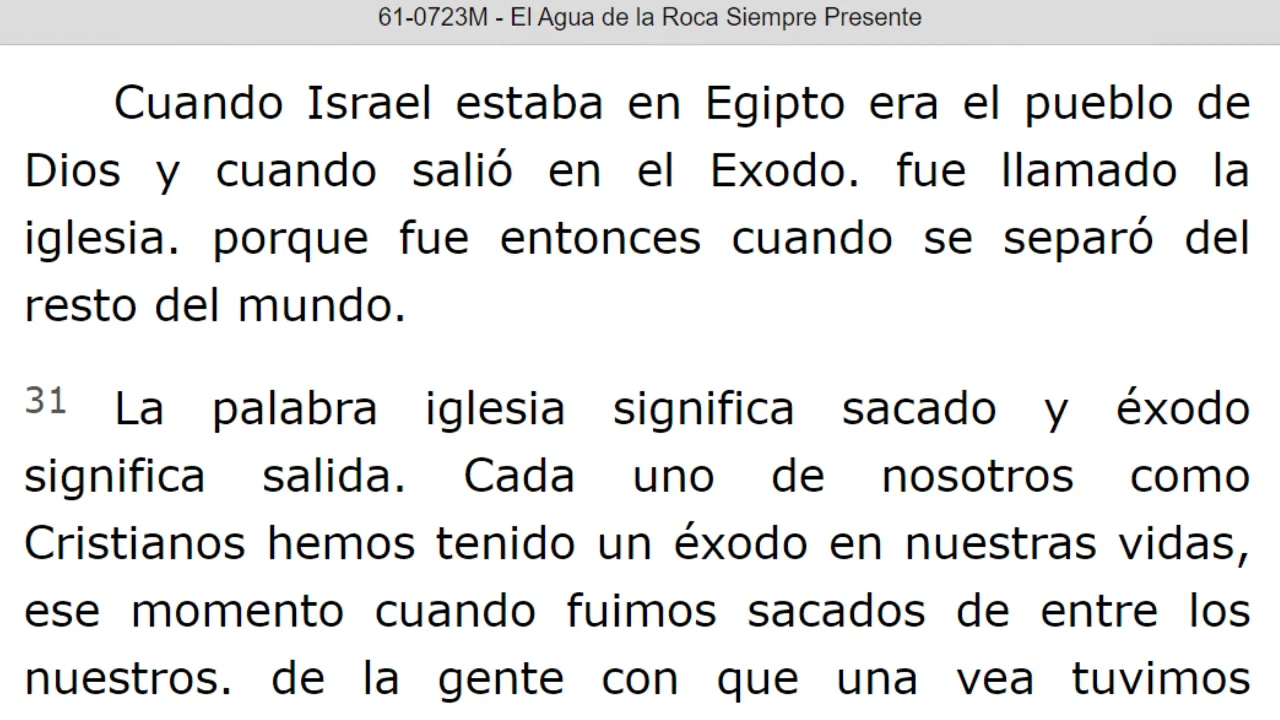 61-0723M - El Agua de la Roca Siempre Presente
Cuando Israel estaba en Egipto era el pueblo de
Dios y cuando salió en el Exodo. fue llamado la
iglesia. porque fue entonces cuando se separó del
resto del mundo.
31 La palabra iglesia significa sacado y éxodo
significa salida. Cada uno de nosotros como
Cristianos hemos tenido un éxodo en nuestras vidas,
ese momento cuando fuimos sacados de entre los
nuestros. de la gente con que una vea tuvimos